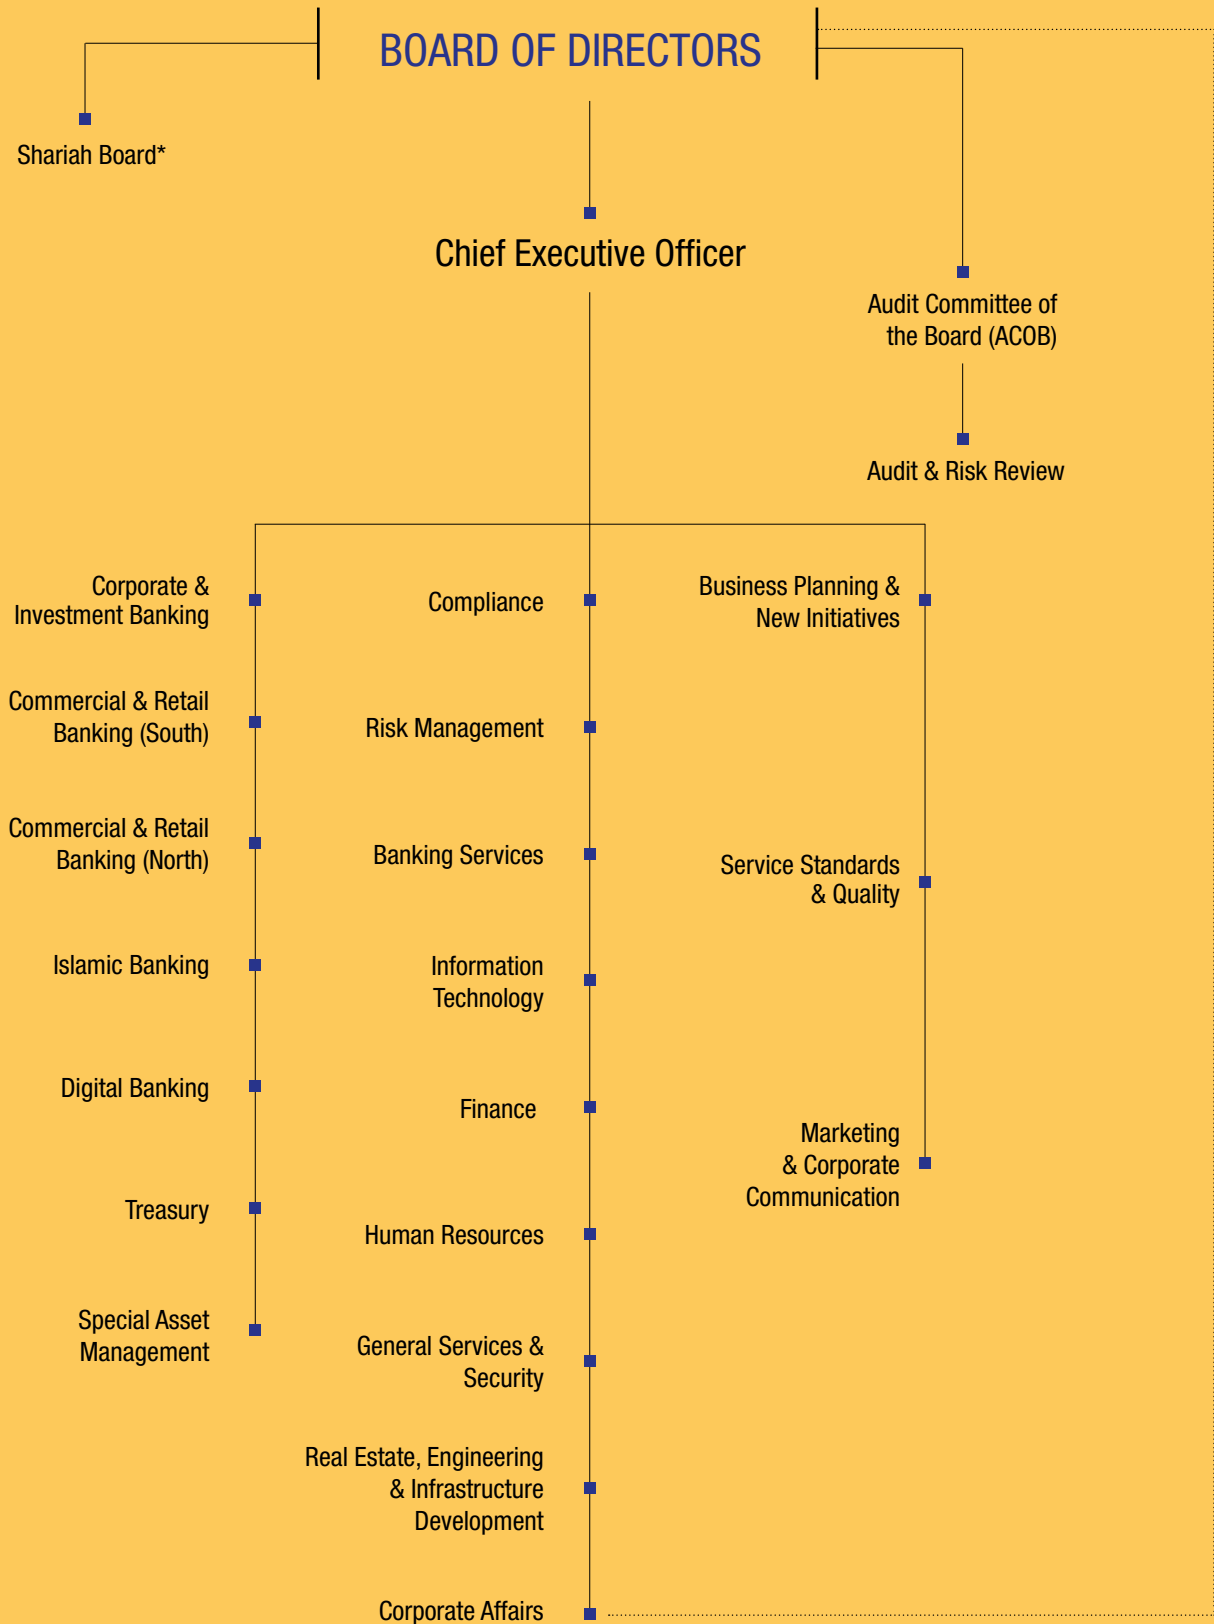 BOARD OF DIRECTORS
Shariah Board*
Chief Executive Officer
Audit Committee of
the Board (ACOB)
Audit & Risk Review
Corporate &
Investment Banking
Commercial & Retail
Banking (South)
Commercial & Retail
Banking (North)
Islamic Banking
Digital Banking
Treasury
Special Asset
Management
Compliance
Risk Management
Banking Services
Information
Technology
Finance
Human Resources
General Services &
Security
Real Estate, Engineering
& Infrastructure
Development
Corporate Affairs
Business Planning &
New Initiatives
Service Standards
& Quality
Marketing
& Corporate
Communication